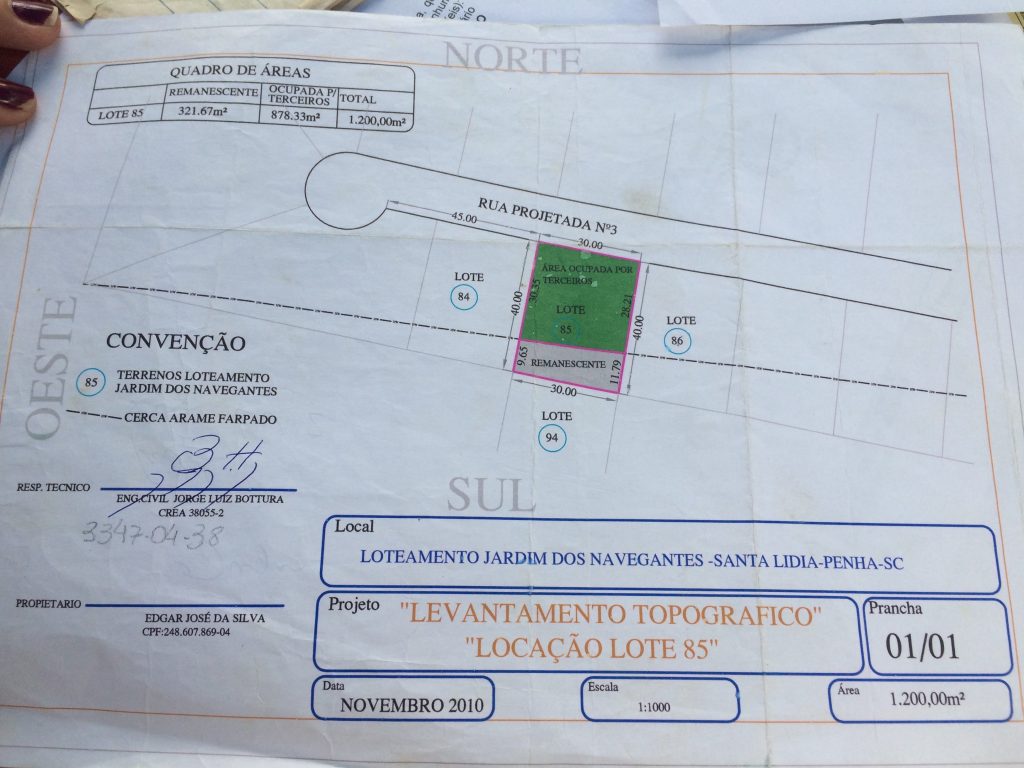 NORTE
QUADRO DE ÁREAS
REMANESCENTE OCUPADA P/ TERCEIROS TOTAL
LOTE 85 321.67m² 878.33m² 1.200,00m²
RUA PROJETADA Nº3
45.00
30.00
ÁREA OCUPADA POR
TERCEIROS
LOTE
84
40.00
30.35
28.21
40.00
LOTE
85
LOTE
86
9.65
REMANESCENTE
11.79
30.00
LOTE
94
OESTE
CONVENÇÃO
85 TERRENOS LOTEAMENTO
JARDIM DOS NAVEGANTES
CERCA ARAME FARPADO
SUL
RESP. TECNICO
ENG.CIVIL JORGE LUIZ BOTTURA
CREA 38055-2
3347-04-38
PROPIETARIO
EDGAR JOSÉ DA SILVA
CPF:248.607.869-04
Local
LOTEAMENTO JARDIM DOS NAVEGANTES -SANTA LIDIA-PENHA-SC
Projeto
"LEVANTAMENTO TOPOGRAFICO"
"LOCAÇÃO LOTE 85"
Prancha
01/01
Data
NOVEMBRO 2010
Escala
1:1000
Área
1.200,00m²